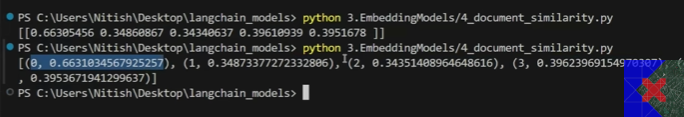 PS C:\Users\Nitish\Desktop\langchain_models> python 3.EmbeddingModels/4_document_similarity.py
[[0.66305456 0.34860867 0.34340637 0.39610939 0.3951678 ]]
PS C:\Users\Nitish\Desktop\langchain_models> python 3.EmbeddingModels/4_document_similarity.py
[(0, 0.6631034567925257), (1, 0.34873377272332806), (2, 0.34351408964648616), (3, 0.39623969154970307), (
, 0.3953671941299637)]
PS C:\Users\Nitish\Desktop\langchain_models>